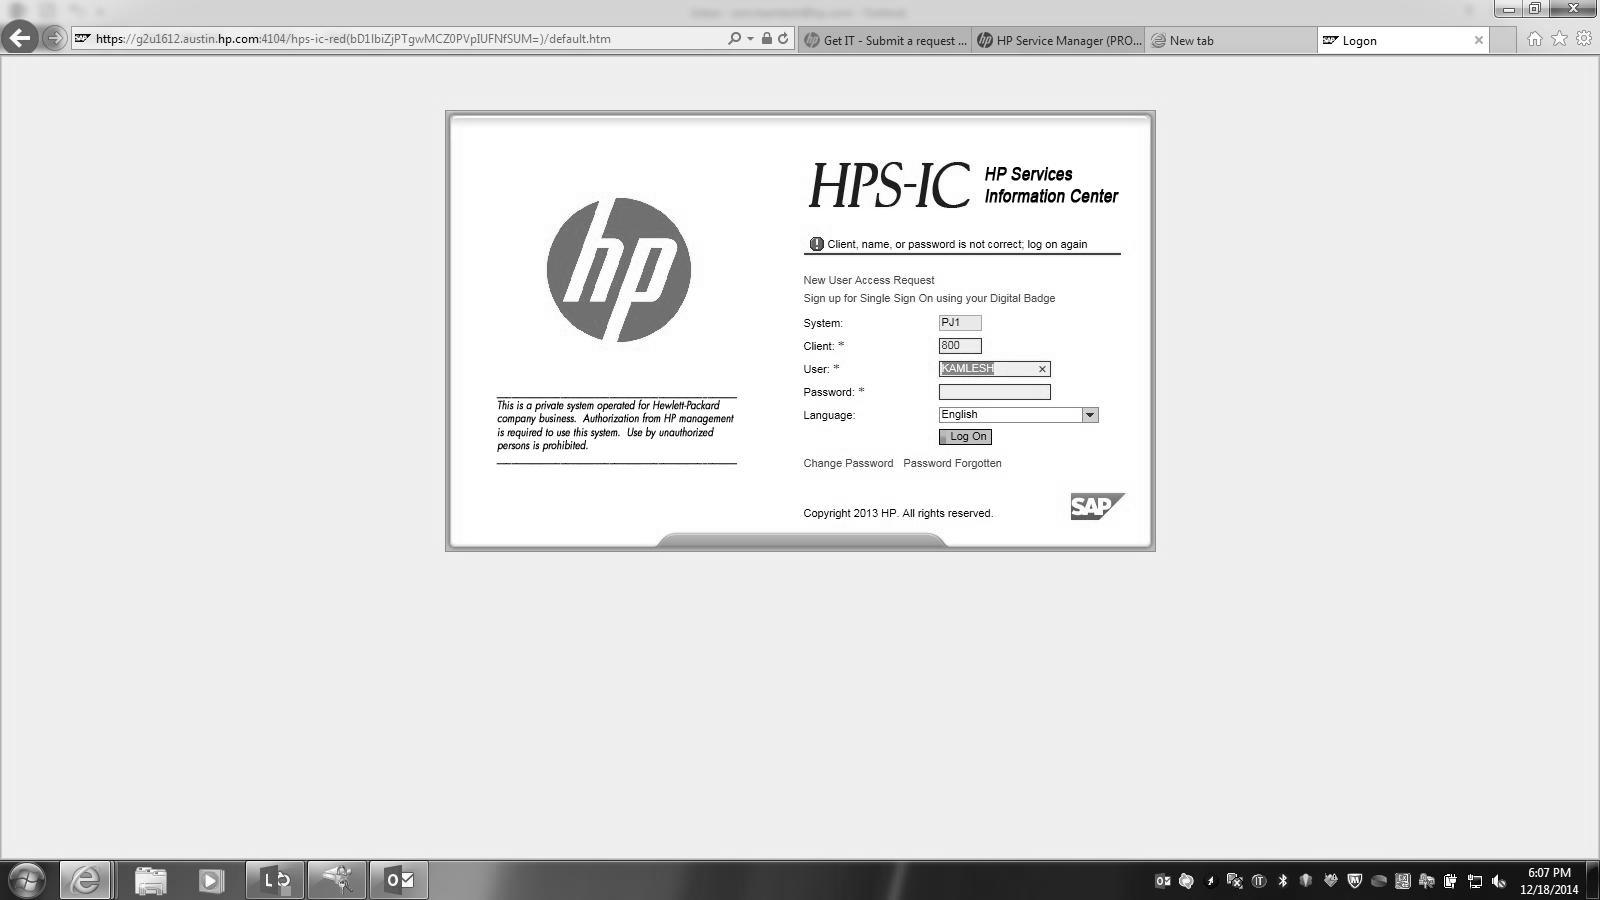 https://g2u1612.austin.hp.com:4104/hps-ic-red(bD1lbiZjPTgwMCZ0PVpIUFNfSUM=)/default.htm
Get IT - Submit a request ...
HP Service Manager (PRO...
New tab
Logon
HPS-IC HP Services
Information Center
Client, name, or password is not correct; log on again
hp
New User Access Request
Sign up for Single Sign On using your Digital Badge
System: PJ1
Client: * 800
User: * KAMLESH
Password: *
Language: English
Log On
This is a private system operated for Hewlett-Packard
company business. Authorization from HP management
is required to use this system. Use by unauthorized
persons is prohibited.
Change Password Password Forgotten
Copyright 2013 HP. All rights reserved.
SAP
6:07 PM
12/18/2014